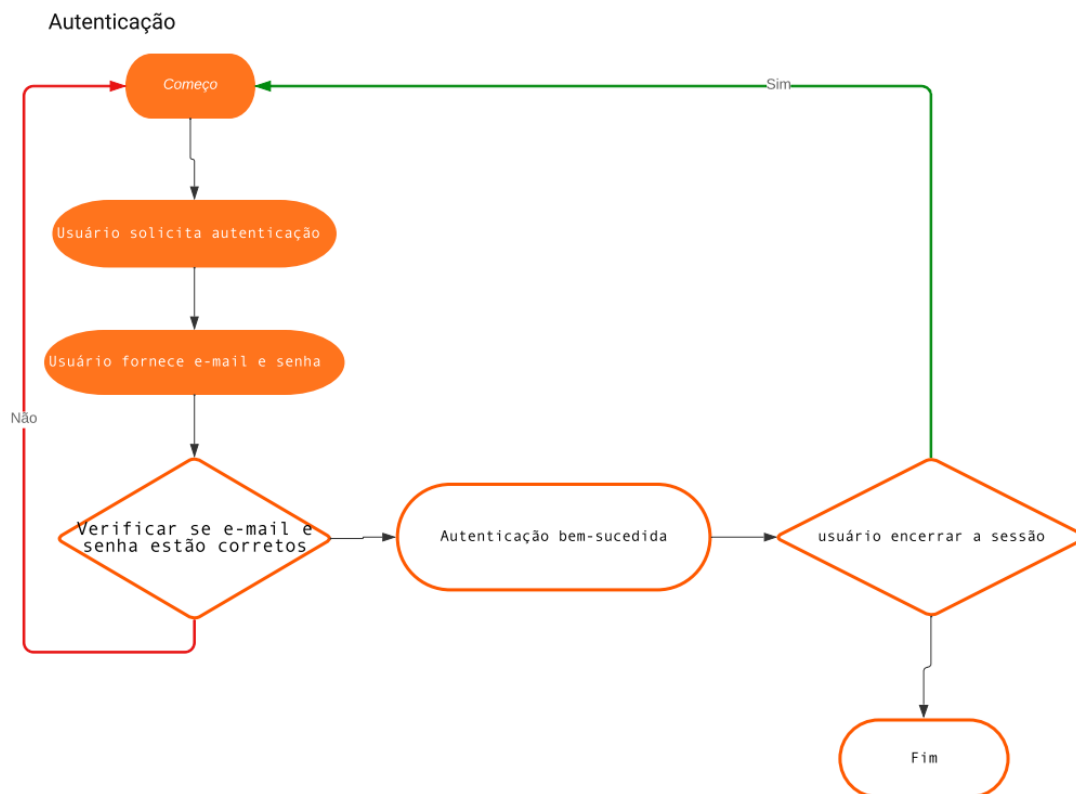 Autenticação
Começo
Sim
Usuário solicita autenticação
Usuário fornece e-mail e senha
Não
Verificar se e-mail e
senha estão corretos
Autenticação bem-sucedida
usuário encerrar a sessão
Fim